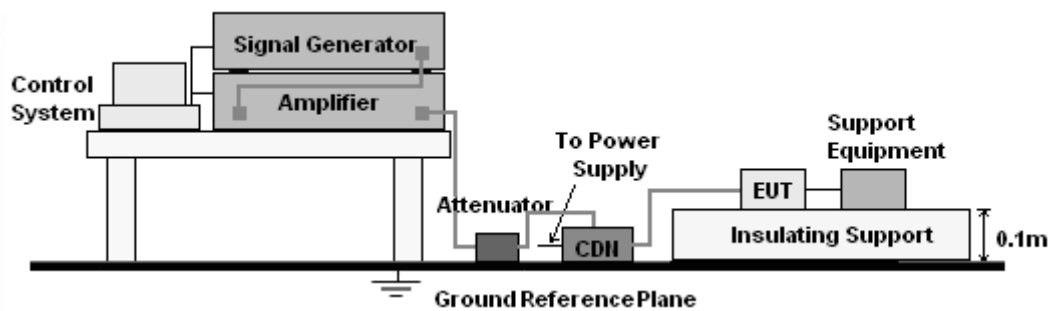 Signal Generator
Control
System
Amplifier
To Power
Supply
Support
Equipment
Attenuator
EUT
CDN
Insulating Support
0.1m
Ground Reference Plane